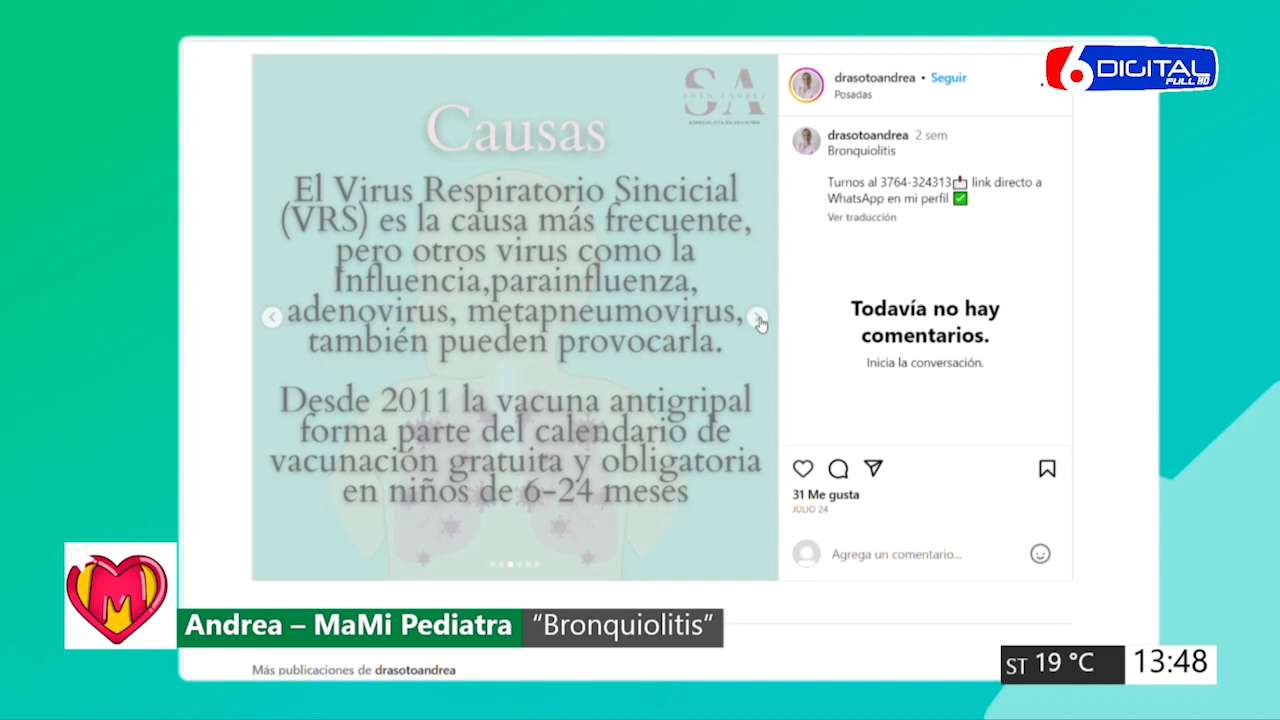 6 DIGITAL
FULL HD
SA
Causas
El Virus Respiratorio Sincicial
(VRS) es la causa más frecuente,
pero otros virus como la
Influencia,parainfluenza,
adenovirus, metapneumovirus,
también pueden provocarla.
Desde 2011 la vacuna antigripal
forma parte del calendario de
vacunación gratuita y obligatoria
en niños de 6-24 meses
drasotoandrea • Seguir
Posadas
drasotoandrea 2 sem
Bronquiolitis
Turnos al 3764-324313📩 link directo a
WhatsApp en mi perfil ✅
Ver traducción
Todavía no hay
comentarios.
Inicia la conversación.
31 Me gusta
JULIO 24
Agrega un comentario...
M
Andrea – MaMi Pediatra "Bronquiolitis"
Más publicaciones de drasotoandrea
ST 19 °C 13:48